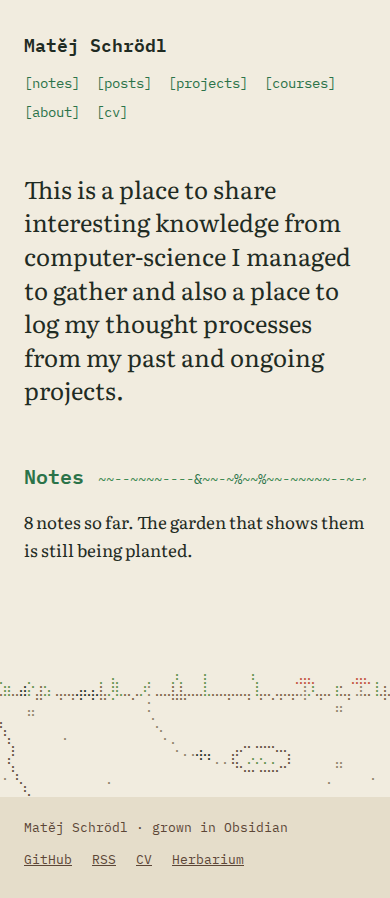 Matěj Schrödl
[notes] [posts] [projects] [courses]
[about] [cv]
This is a place to share
interesting knowledge from
computer-science I managed
to gather and also a place to
log my thought processes
from my past and ongoing
projects.
Notes ~~--~~~~----&~~-~%~~%~~-~~~~~--~-~
8 notes so far. The garden that shows them
is still being planted.
Matěj Schrödl · grown in Obsidian
GitHub RSS CV Herbarium